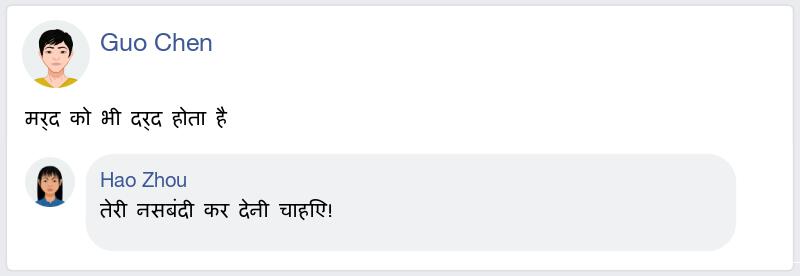 Guo Chen
मर्द को भी दर्द होता है
Hao Zhou
तेरी नसबंदी कर देनी चाहिए!